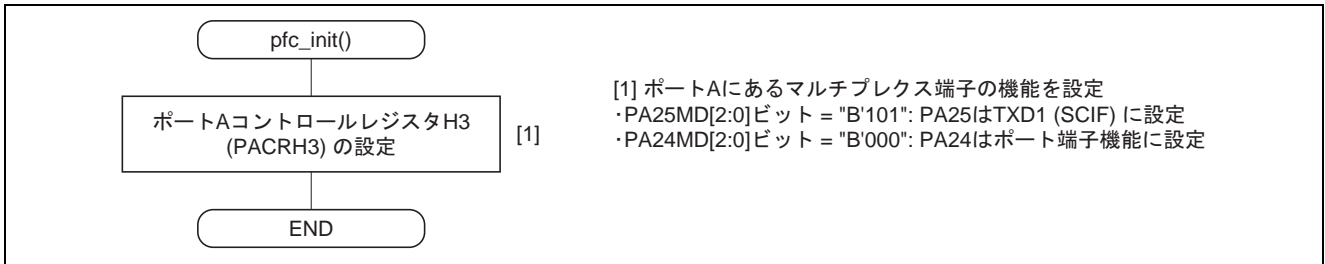 pfc_init()
ポートAコントロールレジスタH3
(PACRH3) の設定
[1]
END
[1] ポートAにあるマルチプレクス端子の機能を設定
･PA25MD[2:0]ビット = "B'101": PA25はTXD1 (SCIF) に設定
･PA24MD[2:0]ビット = "B'000": PA24はポート端子機能に設定